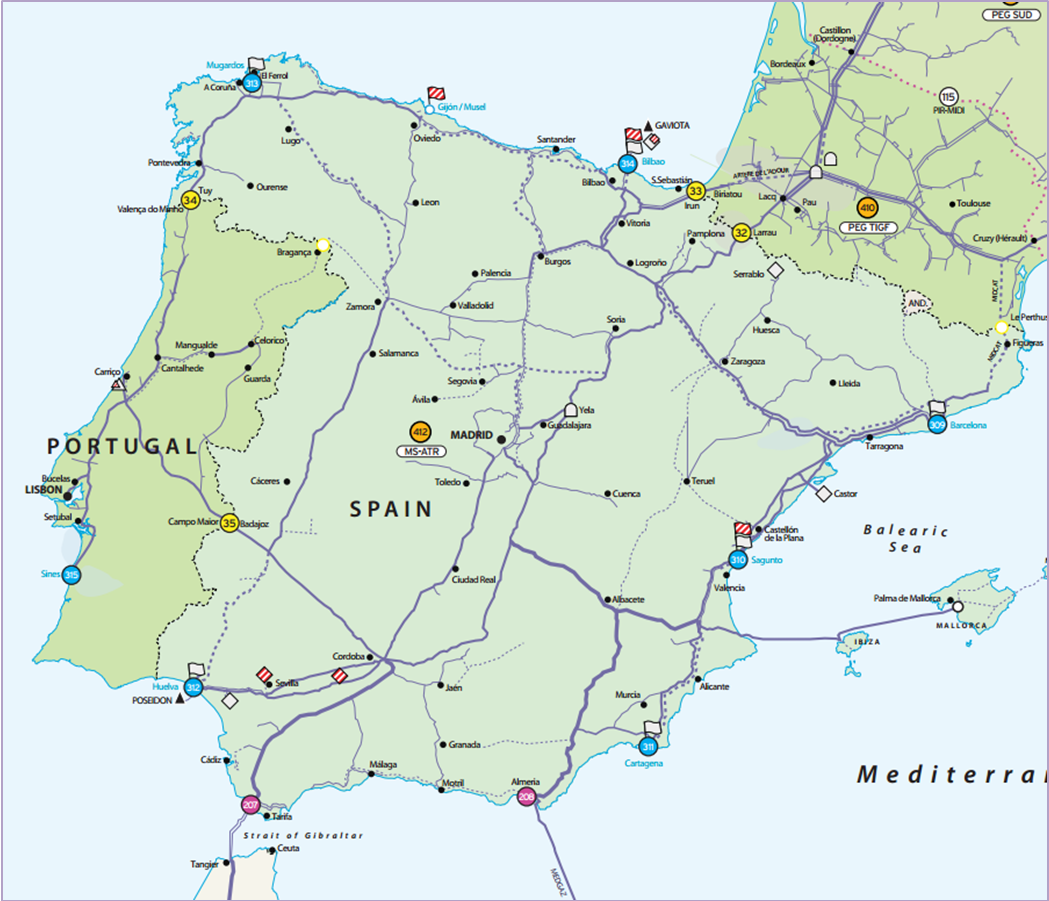 PEG SUD
Castillon
(Dordogne)
Bordeaux
Mugardos
El Ferrol
313
A Coruña
Gijón / Musel
115
PIR-MIDI
Lugo
Oviedo
Santander
GAVIOTA
314
Bilbao
Bilbao
Pontevedra
S.Sebastián
ARTÈRE DE L'ADOUR
Tuy
Ourense
33
Biriatou
Irun
34
Valença do Minho
Leon
Lacq
Pau
410
PEG TIGF
Toulouse
Vitoria
Pamplona
32
Larrau
Cruzy (Hérault)
Bragança
Burgos
Logroño
Serrablo
Palencia
MIDCAT
Zamora
Valladolid
AND.
Soria
Huesca
Le Perthus
Mangualde
Celorico
Salamanca
MIDCAT
Figueras
Cantalhede
Zaragoza
Carriço
Guarda
Segovia
Lleida
Ávila
Yela
Guadalajara
309
Barcelona
PORTUGAL
412
MS-ATR
MADRID
Tarragona
Bucelas
LISBON
Cáceres
Toledo
Teruel
Cuenca
Castor
SPAIN
Setubal
Campo Maior
35
Badajoz
Castellón
de la Plana
Balearic
Sea
310
Sagunto
Sines
315
Ciudad Real
Valencia
Albacete
Palma de Mallorca
MALLORCA
IBIZA
Cordoba
Huelva
312
Sevilla
Jaén
Alicante
POSEIDON
Murcia
Granada
311
Cartagena
Cádiz
Málaga
Mediterra
Motril
Almeria
208
207
Tarifa
Strait of Gibraltar
Ceuta
Tangier
MEDGAZ